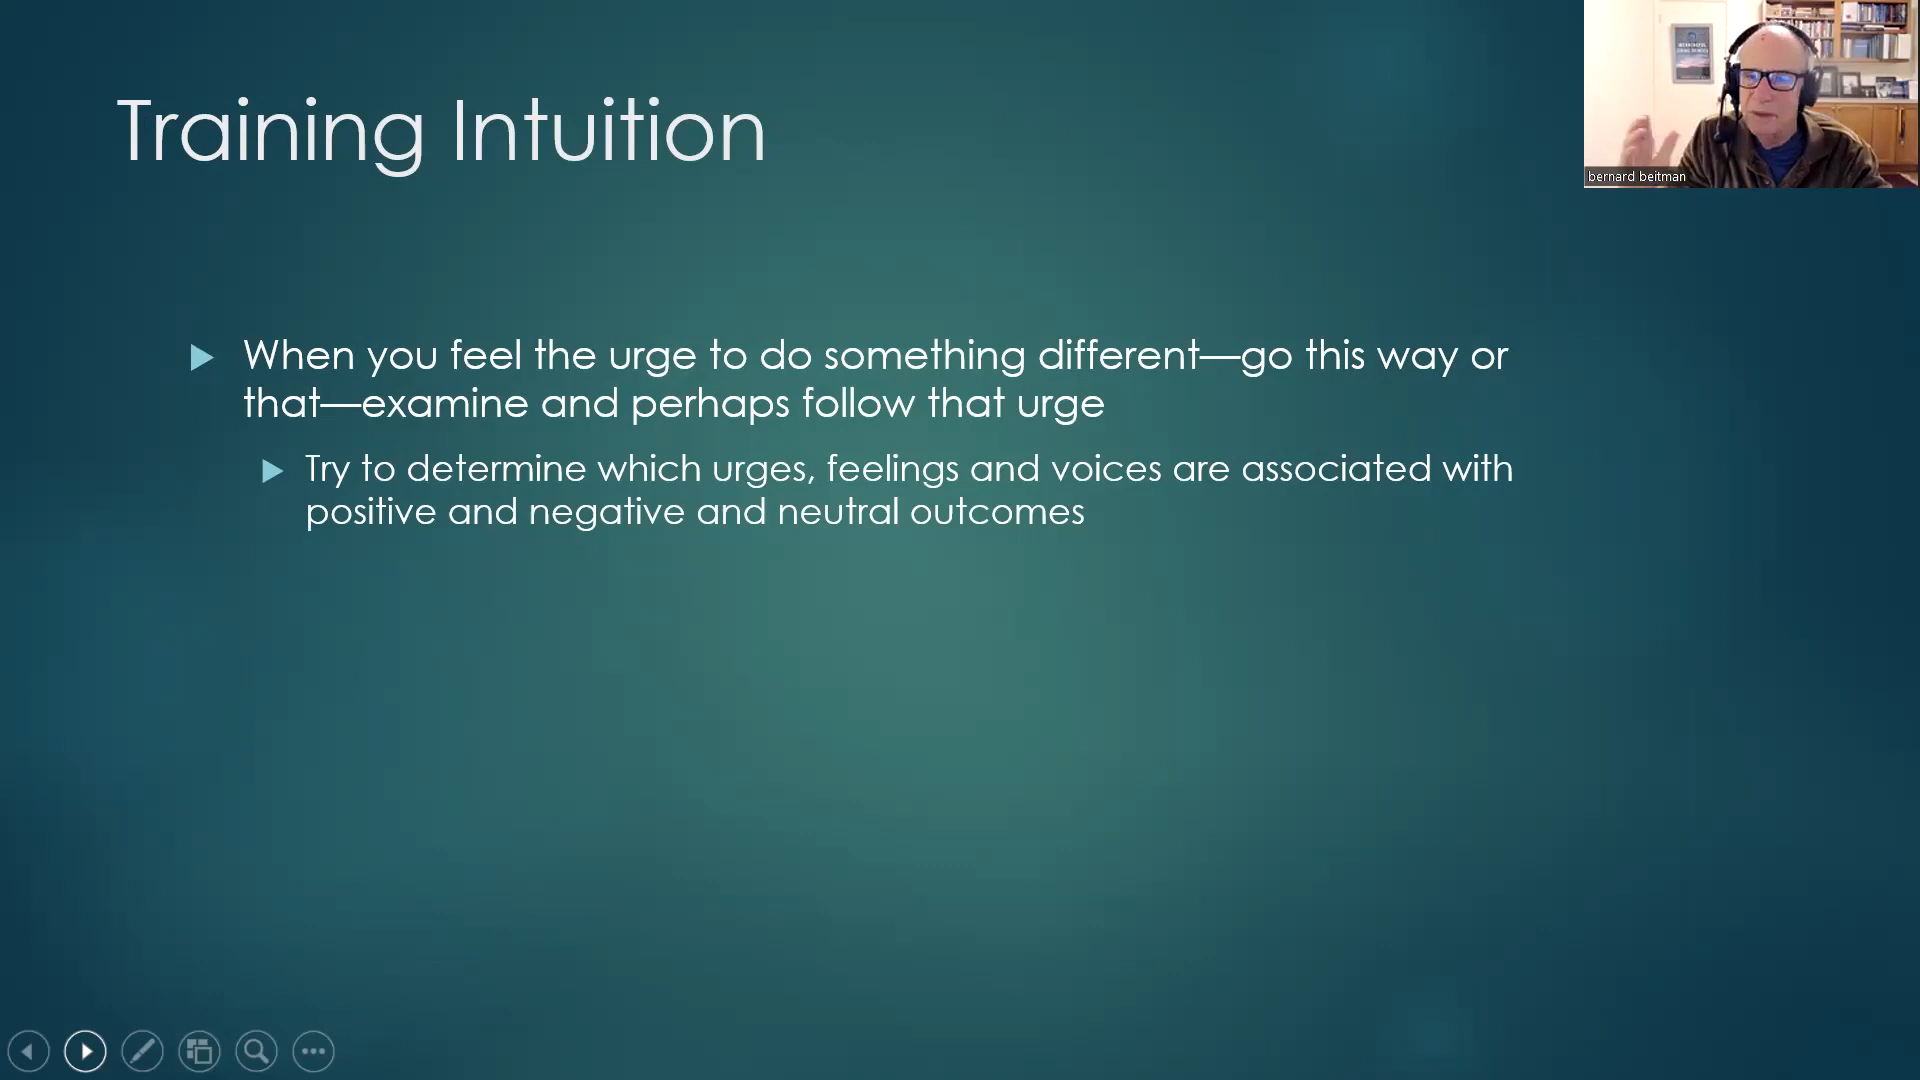 Training Intuition
When you feel the urge to do something different—go this way or
that—examine and perhaps follow that urge
Try to determine which urges, feelings and voices are associated with
positive and negative and neutral outcomes
bernard beitman